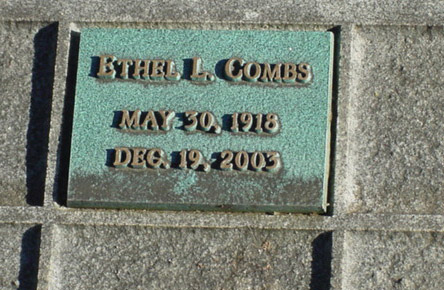 Ethel L. Combs
May 30, 1918
Dec. 19, 2003